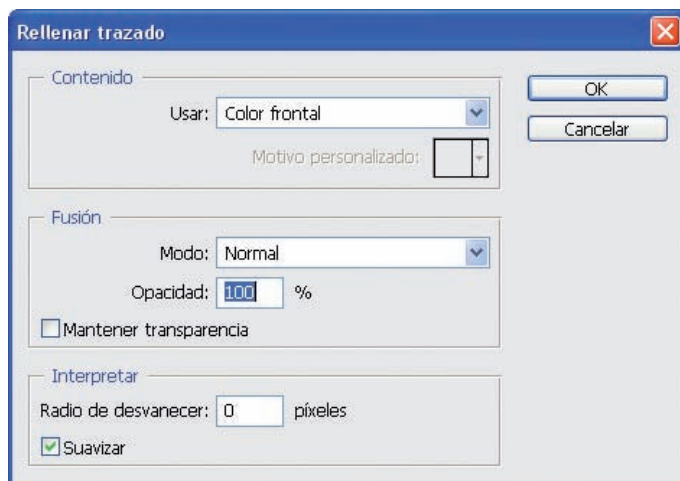 Rellenar trazado
Contenido
OK
Usar: Color frontal
Cancelar
Motivo personalizado:
Fusión
Modo: Normal
Opacidad: 100 %
Mantener transparencia
Interpretar
Radio de desvanecer: 0 píxeles
Suavizar